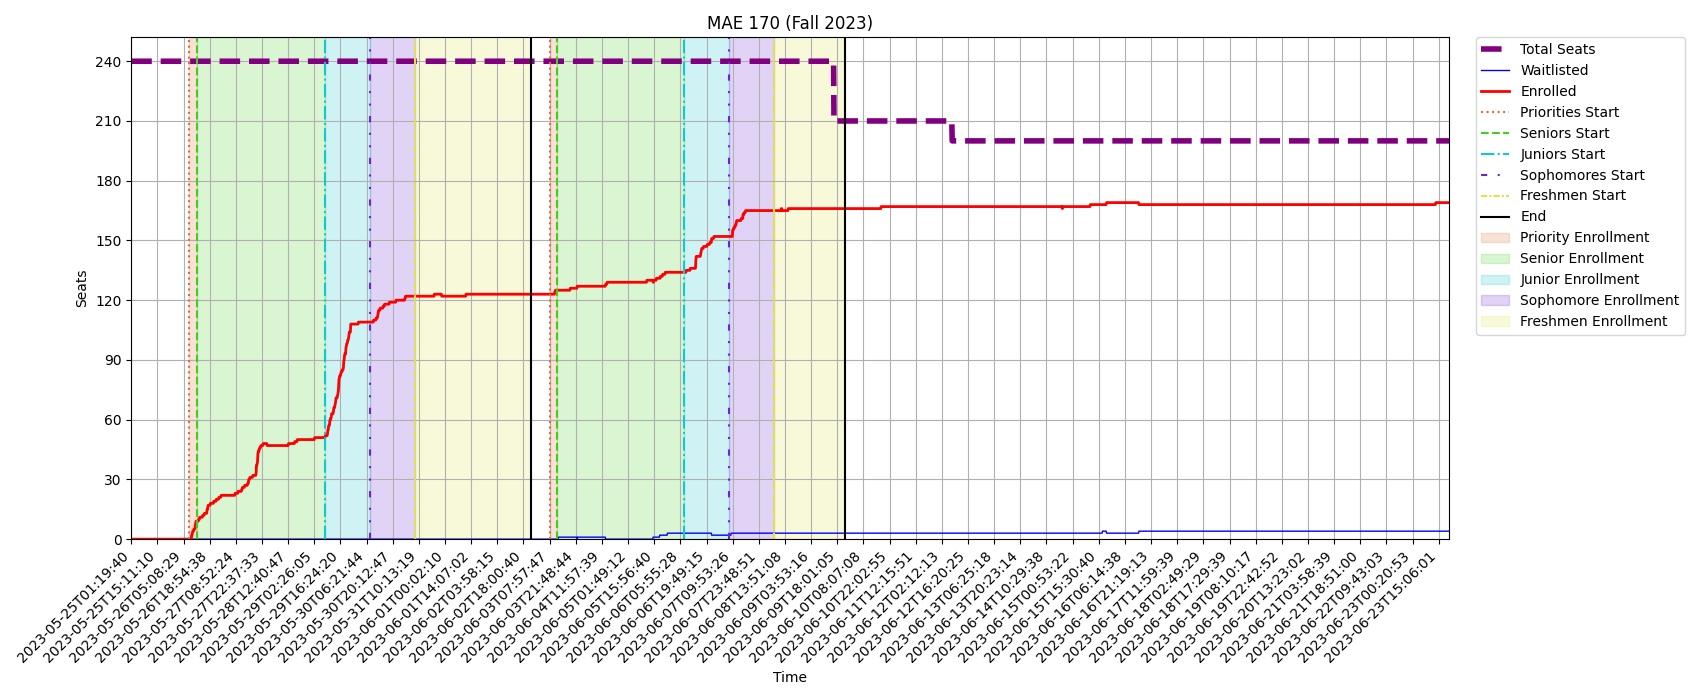 MAE 170 (Fall 2023)
Seats
240
210
180
150
120
90
60
30
0
2023-05-25T01:19:40
2023-05-25T15:11:10
2023-05-26T05:08:29
2023-05-26T18:54:38
2023-05-27T08:52:24
2023-05-27T22:37:33
2023-05-28T12:40:47
2023-05-29T02:26:05
2023-05-29T16:24:20
2023-05-30T06:21:44
2023-05-30T20:12:47
2023-05-31T10:13:19
2023-06-01T00:02:10
2023-06-01T14:07:02
2023-06-02T03:58:15
2023-06-02T18:00:40
2023-06-03T07:57:47
2023-06-03T21:48:44
2023-06-04T11:57:39
2023-06-05T01:49:12
2023-06-05T15:56:40
2023-06-06T05:55:28
2023-06-06T19:49:15
2023-06-07T09:53:26
2023-06-07T23:48:51
2023-06-08T13:51:08
2023-06-09T03:53:16
2023-06-09T18:01:05
2023-06-10T08:07:08
2023-06-10T22:02:55
2023-06-11T12:15:51
2023-06-12T02:12:13
2023-06-12T16:20:25
2023-06-13T06:25:18
2023-06-13T20:23:14
2023-06-14T10:29:38
2023-06-15T00:53:22
2023-06-15T15:30:40
2023-06-16T06:14:38
2023-06-16T21:19:13
2023-06-17T11:59:39
2023-06-18T02:49:29
2023-06-18T17:29:39
2023-06-19T08:10:17
2023-06-19T22:42:52
2023-06-20T13:23:02
2023-06-21T03:58:39
2023-06-21T18:51:00
2023-06-22T09:43:03
2023-06-23T00:20:53
2023-06-23T15:06:01
Time
Total Seats
Waitlisted
Enrolled
Priorities Start
Seniors Start
Juniors Start
Sophomores Start
Freshmen Start
End
Priority Enrollment
Senior Enrollment
Junior Enrollment
Sophomore Enrollment
Freshmen Enrollment